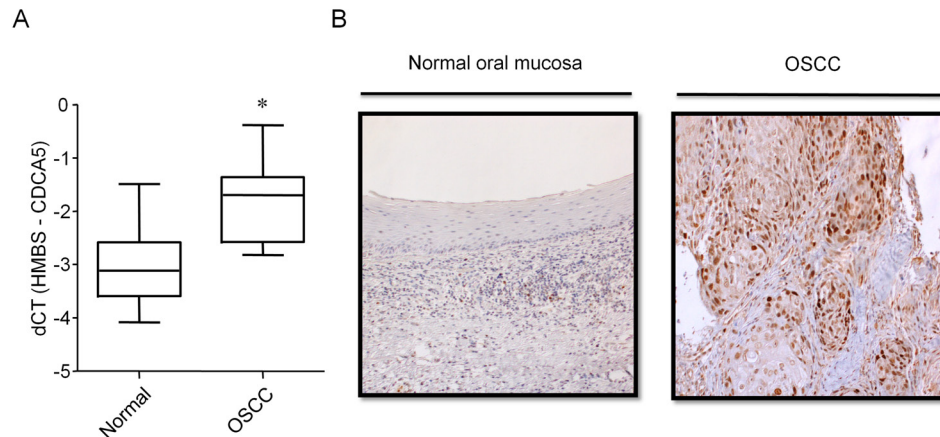 A
B
Normal oral mucosa
OSCC
*
0
-1
-2
-3
-4
-5
dCT (HMBS - CDCA5)
Normal
OSCC